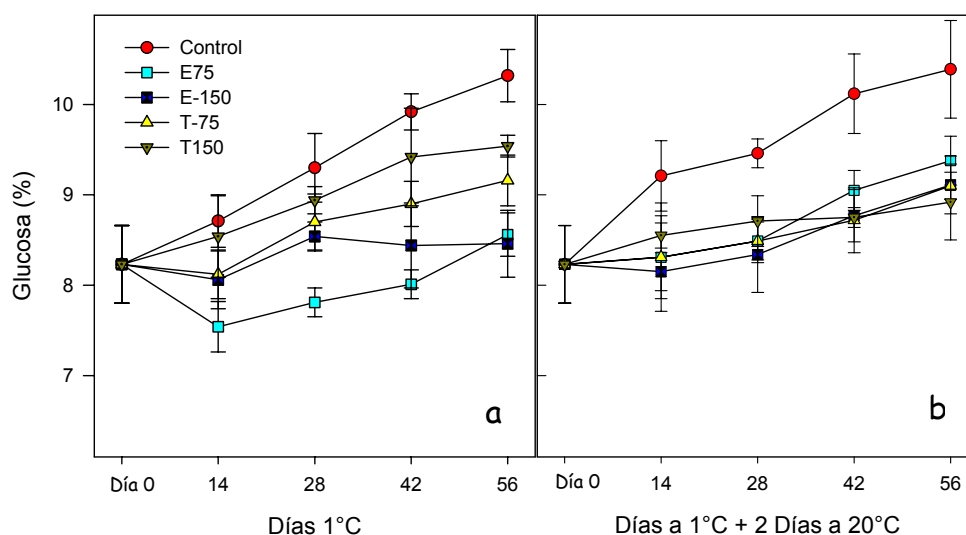 Control
E75
E-150
T-75
T150
Glucosa (%)
10
9
8
7
a
b
Día 0 14 28 42 56
Día 0 14 28 42 56
Días 1°C
Días a 1°C + 2 Días a 20°C